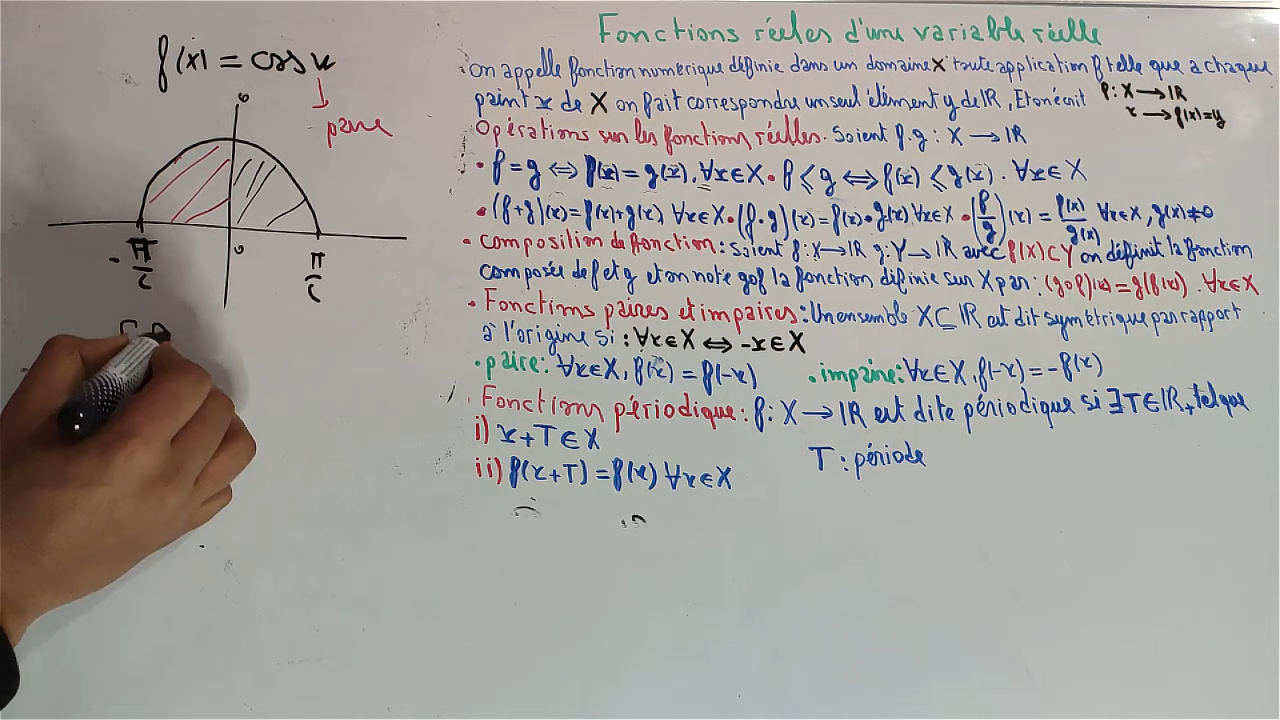 Fonctions réeles d'une variable réelle
on appelle fonction numérique définie dans un domaine X toute application f telle que a chaque
point x de X on fait correspondre un seul élément y de IR, Et on écrit f: X → IR
x → f(x)=y
Opérations sur les fonctions réelles. Soient f.g: X → IR
• f = g ⇔ f(x) = g(x). ∀x∈X • f ⩽ g ⇔ f(x) ⩽ g(x). ∀x∈X
• (f+g)(x)=f(x)+g(x) ∀x∈X • (f·g)(x)=f(x)·g(x) ∀x∈X • (f/g)(x) = f(x)/g(x) ∀x∈X, g(x)≠0
• composition de fonction: soient f: X→IR g: Y→IR avec f(X)⊂Y on définit la fonction
composée de f et g et on note gof la fonction définie sur X par: (gof)(x)=g(f(x)). ∀x∈X
• Fonctions paires et impaires: Un ensemble X⊆IR est dit symétrique par rapport
à l'origine si: ∀x∈X ⇔ -x∈X
• paire: ∀x∈X, f(x) = f(-x) • impaire: ∀x∈X, f(-x) = -f(x)
• Fonctions périodique: f: X → IR est dite périodique si ∃T∈IR+ tel que
i) x+T∈X
ii) f(x+T) = f(x) ∀x∈X
T: période
f(x) = cos x
paire
0
-π/2
π/2